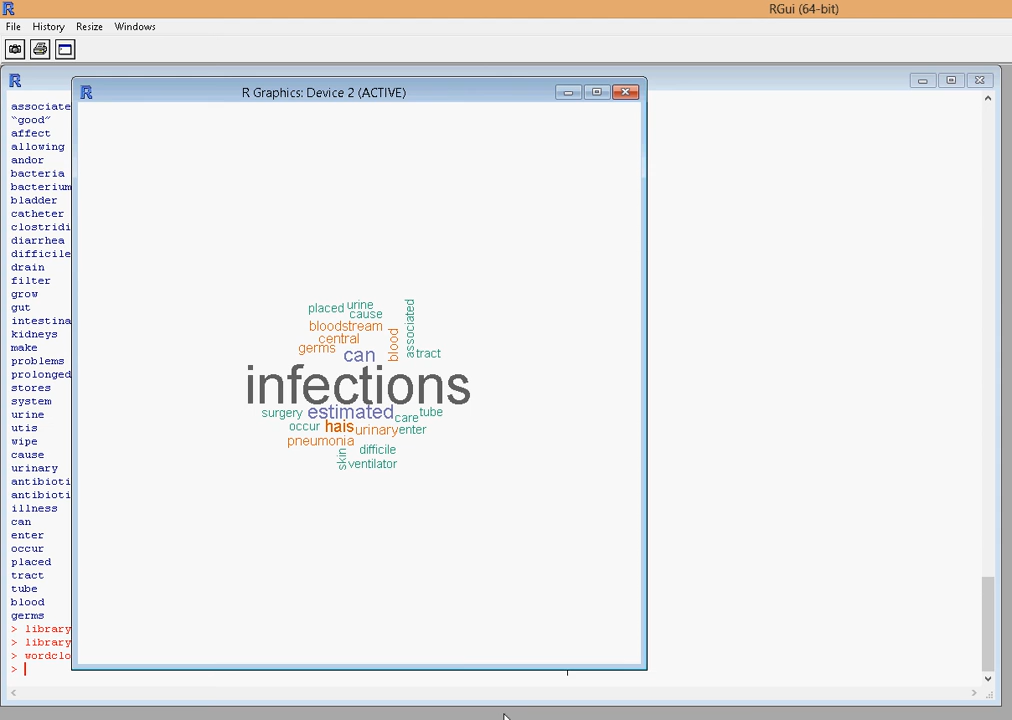 RGui (64-bit)
File History Resize Windows
R Graphics: Device 2 (ACTIVE)
associate
“good”
affect
allowing
andor
bacteria
bacterium
bladder
catheter
clostridi
diarrhea
difficile
drain
filter
grow
gut
intestina
kidneys
make
problems
prolonged
stores
system
urine
utis
wipe
cause
urinary
antibioti
antibioti
illness
can
enter
occur
placed
tract
tube
blood
germs
> library
> library
> wordclo
>
placed urine
cause
associated
bloodstream
central
blood
germs
can
tract
infections
surgery estimated care tube
occur hais urinary enter
pneumonia
skin
difficile
ventilator